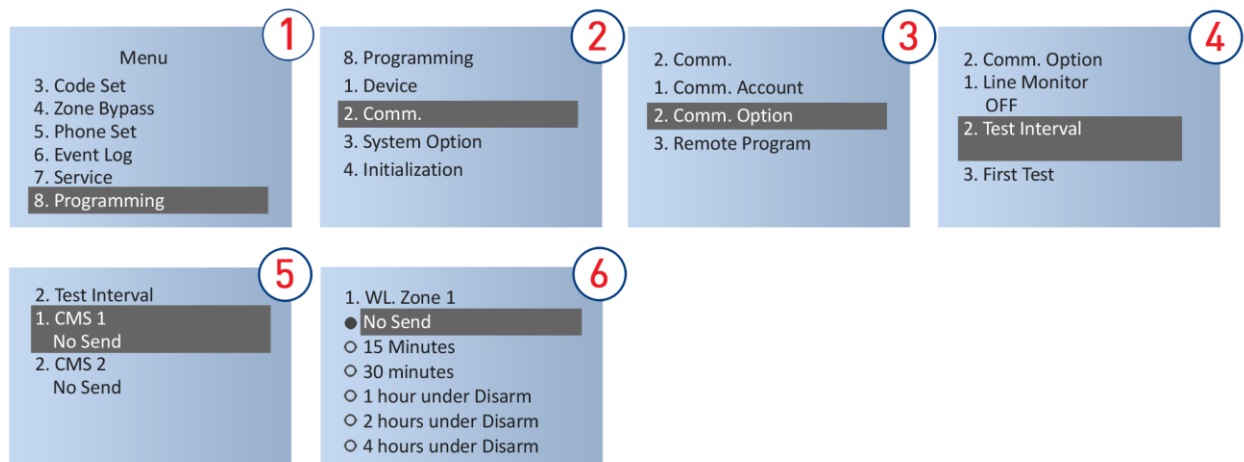 1
Menu
3. Code Set
4. Zone Bypass
5. Phone Set
6. Event Log
7. Service
8. Programming
2
8. Programming
1. Device
2. Comm.
3. System Option
4. Initialization
3
2. Comm.
1. Comm. Account
2. Comm. Option
3. Remote Program
4
2. Comm. Option
1. Line Monitor
OFF
2. Test Interval
3. First Test
5
2. Test Interval
1. CMS 1
No Send
2. CMS 2
No Send
6
1. WL. Zone 1
No Send
15 Minutes
30 minutes
1 hour under Disarm
2 hours under Disarm
4 hours under Disarm